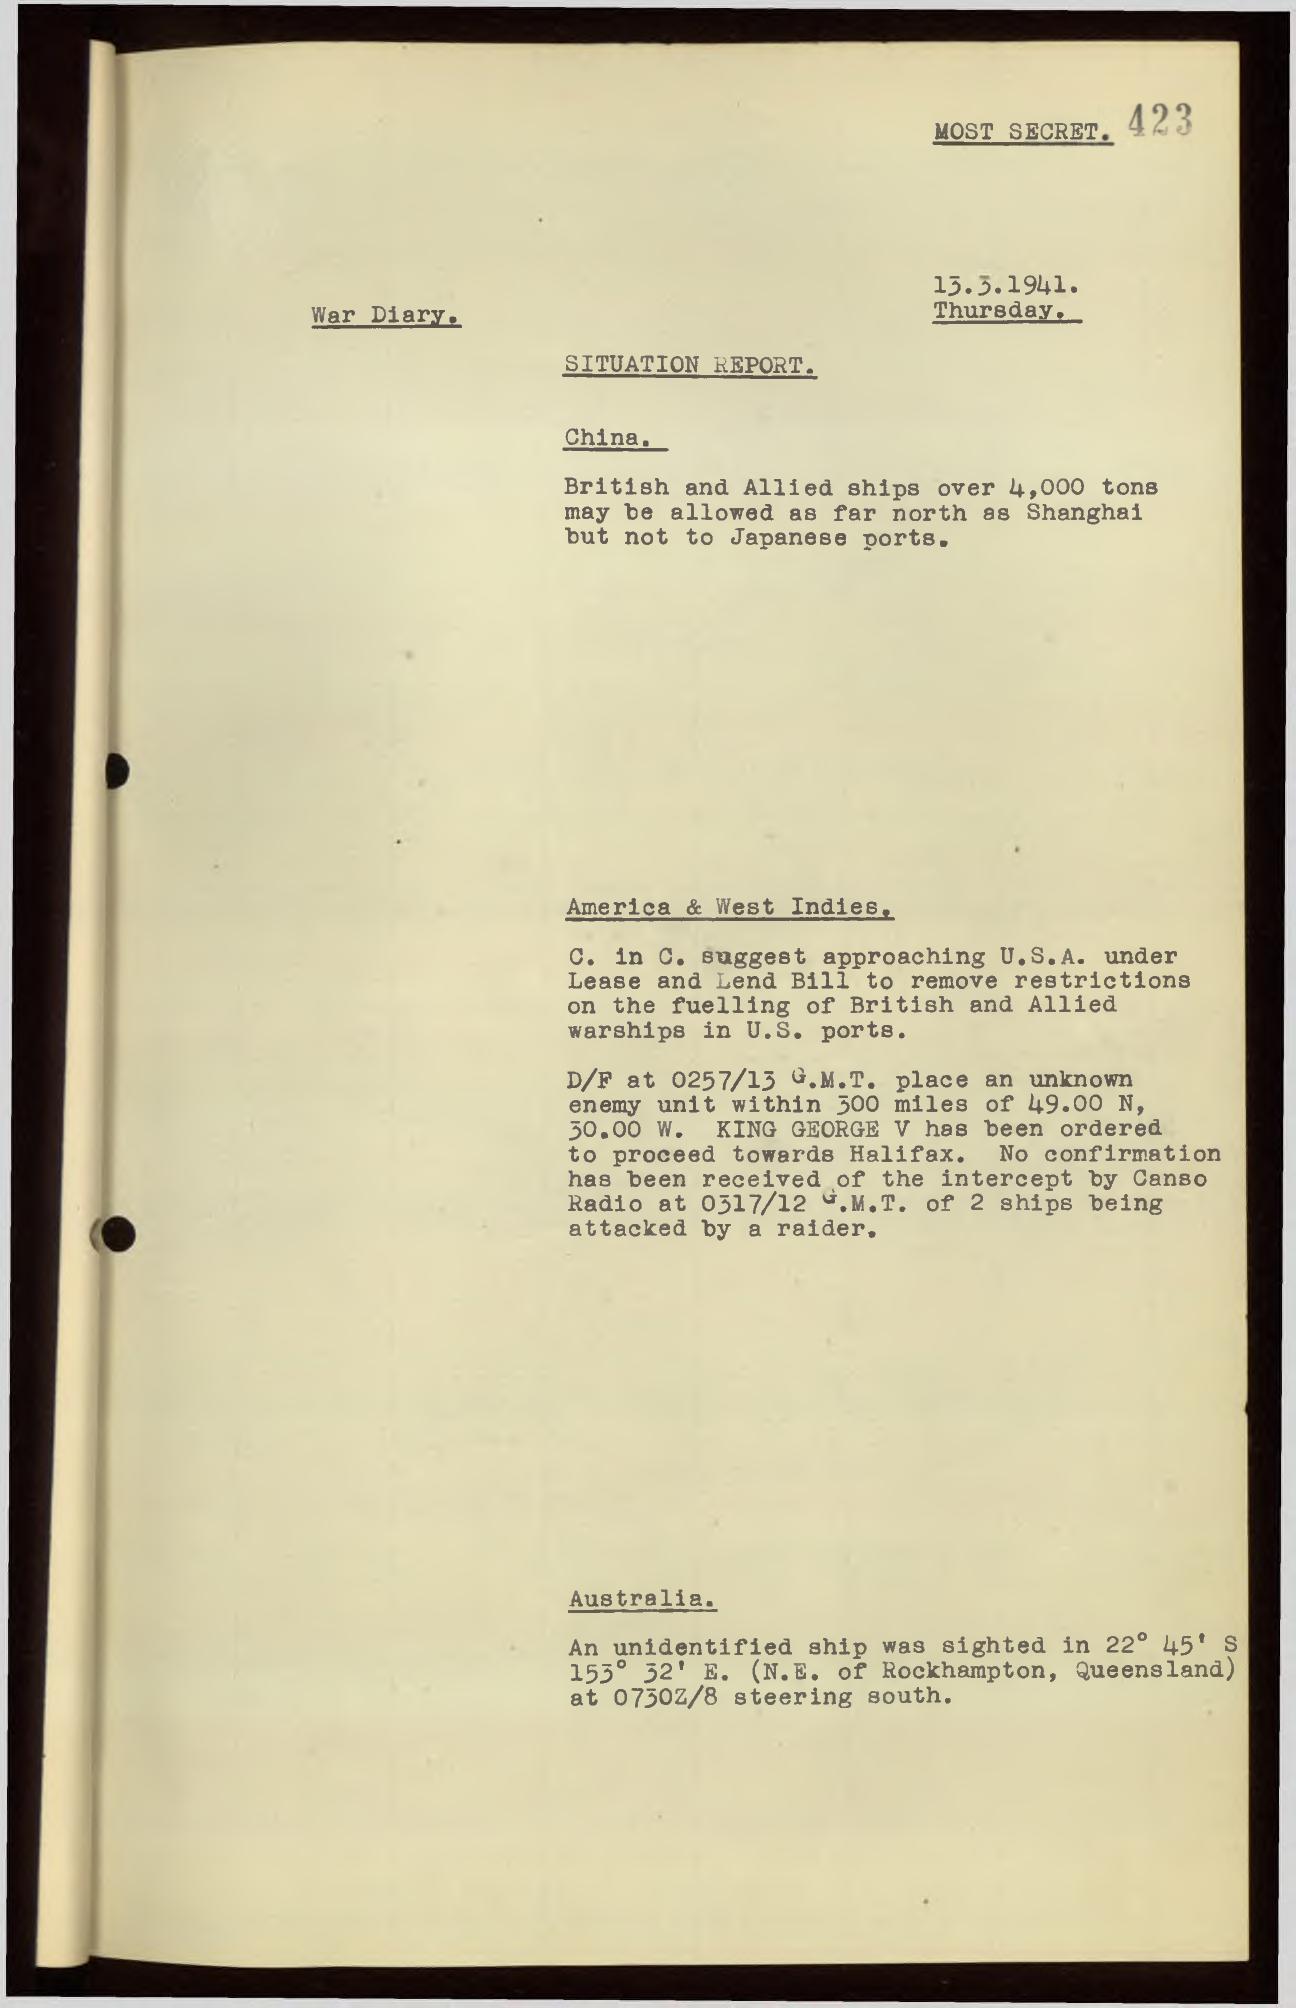 MOST SECRET. 423
13.3.1941.
War Diary.
Thursday.
SITUATION REPORT.
China.
British and Allied ships over 4,000 tons
may be allowed as far north as Shanghai
but not to Japanese ports.
America & West Indies.
C. in C. suggest approaching U.S.A. under
Lease and Lend Bill to remove restrictions
on the fuelling of British and Allied
warships in U.S. ports.
D/F at 0257/13 G.M.T. place an unknown
enemy unit within 300 miles of 49.00 N,
30.00 W. KING GEORGE V has been ordered
to proceed towards Halifax. No confirmation
has been received of the intercept by Canso
Radio at 0317/12 G.M.T. of 2 ships being
attacked by a raider.
Australia.
An unidentified ship was sighted in 22° 45' S
153° 32' E. (N.E. of Rockhampton, Queensland)
at 0730Z/8 steering south.